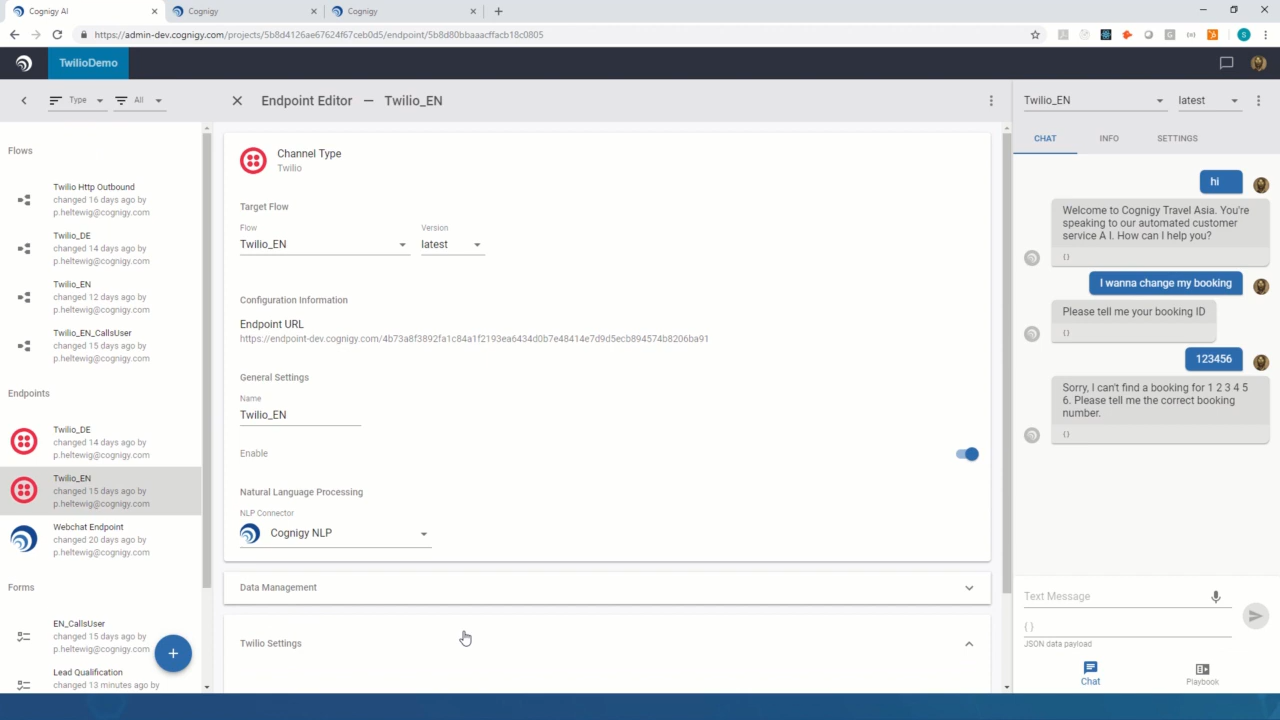 Cognigy AI
Cognigy
Cognigy
https://admin-dev.cognigy.com/projects/5b8d4126ae67624f67ceb0d5/endpoint/5b8d80bbaaacffacb18c0805
TwilioDemo
Type
All
Endpoint Editor — Twilio_EN
Twilio_EN
latest
Flows
Twilio Http Outbound
changed 16 days ago by
p.heltewig@cognigy.com
Twilio_DE
changed 14 days ago by
p.heltewig@cognigy.com
Twilio_EN
changed 12 days ago by
p.heltewig@cognigy.com
Twilio_EN_CallsUser
changed 15 days ago by
p.heltewig@cognigy.com
Endpoints
Twilio_DE
changed 14 days ago by
p.heltewig@cognigy.com
Twilio_EN
changed 15 days ago by
p.heltewig@cognigy.com
Webchat Endpoint
changed 20 days ago by
p.heltewig@cognigy.com
Forms
EN_CallsUser
changed 15 days ago by
p.heltewig@cognigy.com
Lead Qualification
changed 13 minutes ago by
+
Channel Type
Twilio
Target Flow
Flow
Version
Twilio_EN
latest
Configuration Information
Endpoint URL
https://endpoint-dev.cognigy.com/4b73a8f3892fa1c84a1f2193ea6434d0b7e48414e7d9d5ecb894574b8206ba91
General Settings
Name
Twilio_EN
Enable
Natural Language Processing
NLP Connector
Cognigy NLP
Data Management
Twilio Settings
CHAT
INFO
SETTINGS
hi
Welcome to Cognigy Travel Asia. You're
speaking to our automated customer
service A I. How can I help you?
{}
I wanna change my booking
Please tell me your booking ID
{}
123456
Sorry, I can't find a booking for 1 2 3 4 5
6. Please tell me the correct booking
number.
{}
Text Message
{ }
JSON data payload
Chat
Playbook